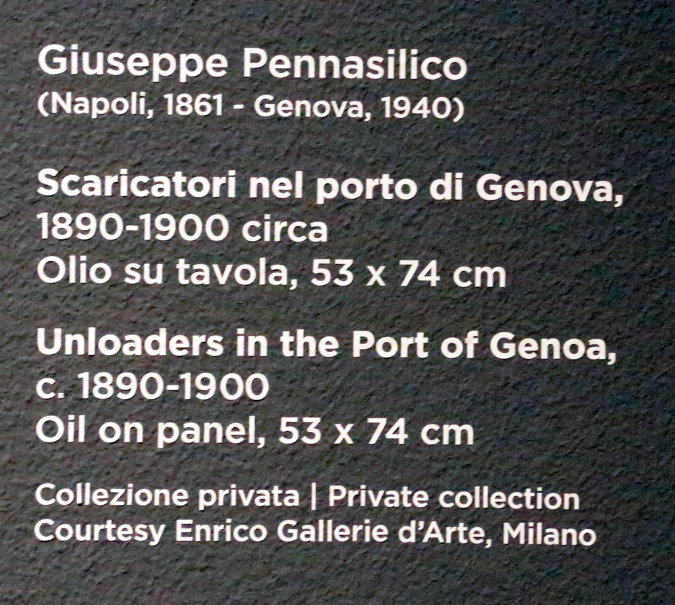 Giuseppe Pennasilico
(Napoli, 1861 - Genova, 1940)
Scaricatori nel porto di Genova,
1890-1900 circa
Olio su tavola, 53 x 74 cm
Unloaders in the Port of Genoa,
c. 1890-1900
Oil on panel, 53 x 74 cm
Collezione privata | Private collection
Courtesy Enrico Gallerie d’Arte, Milano